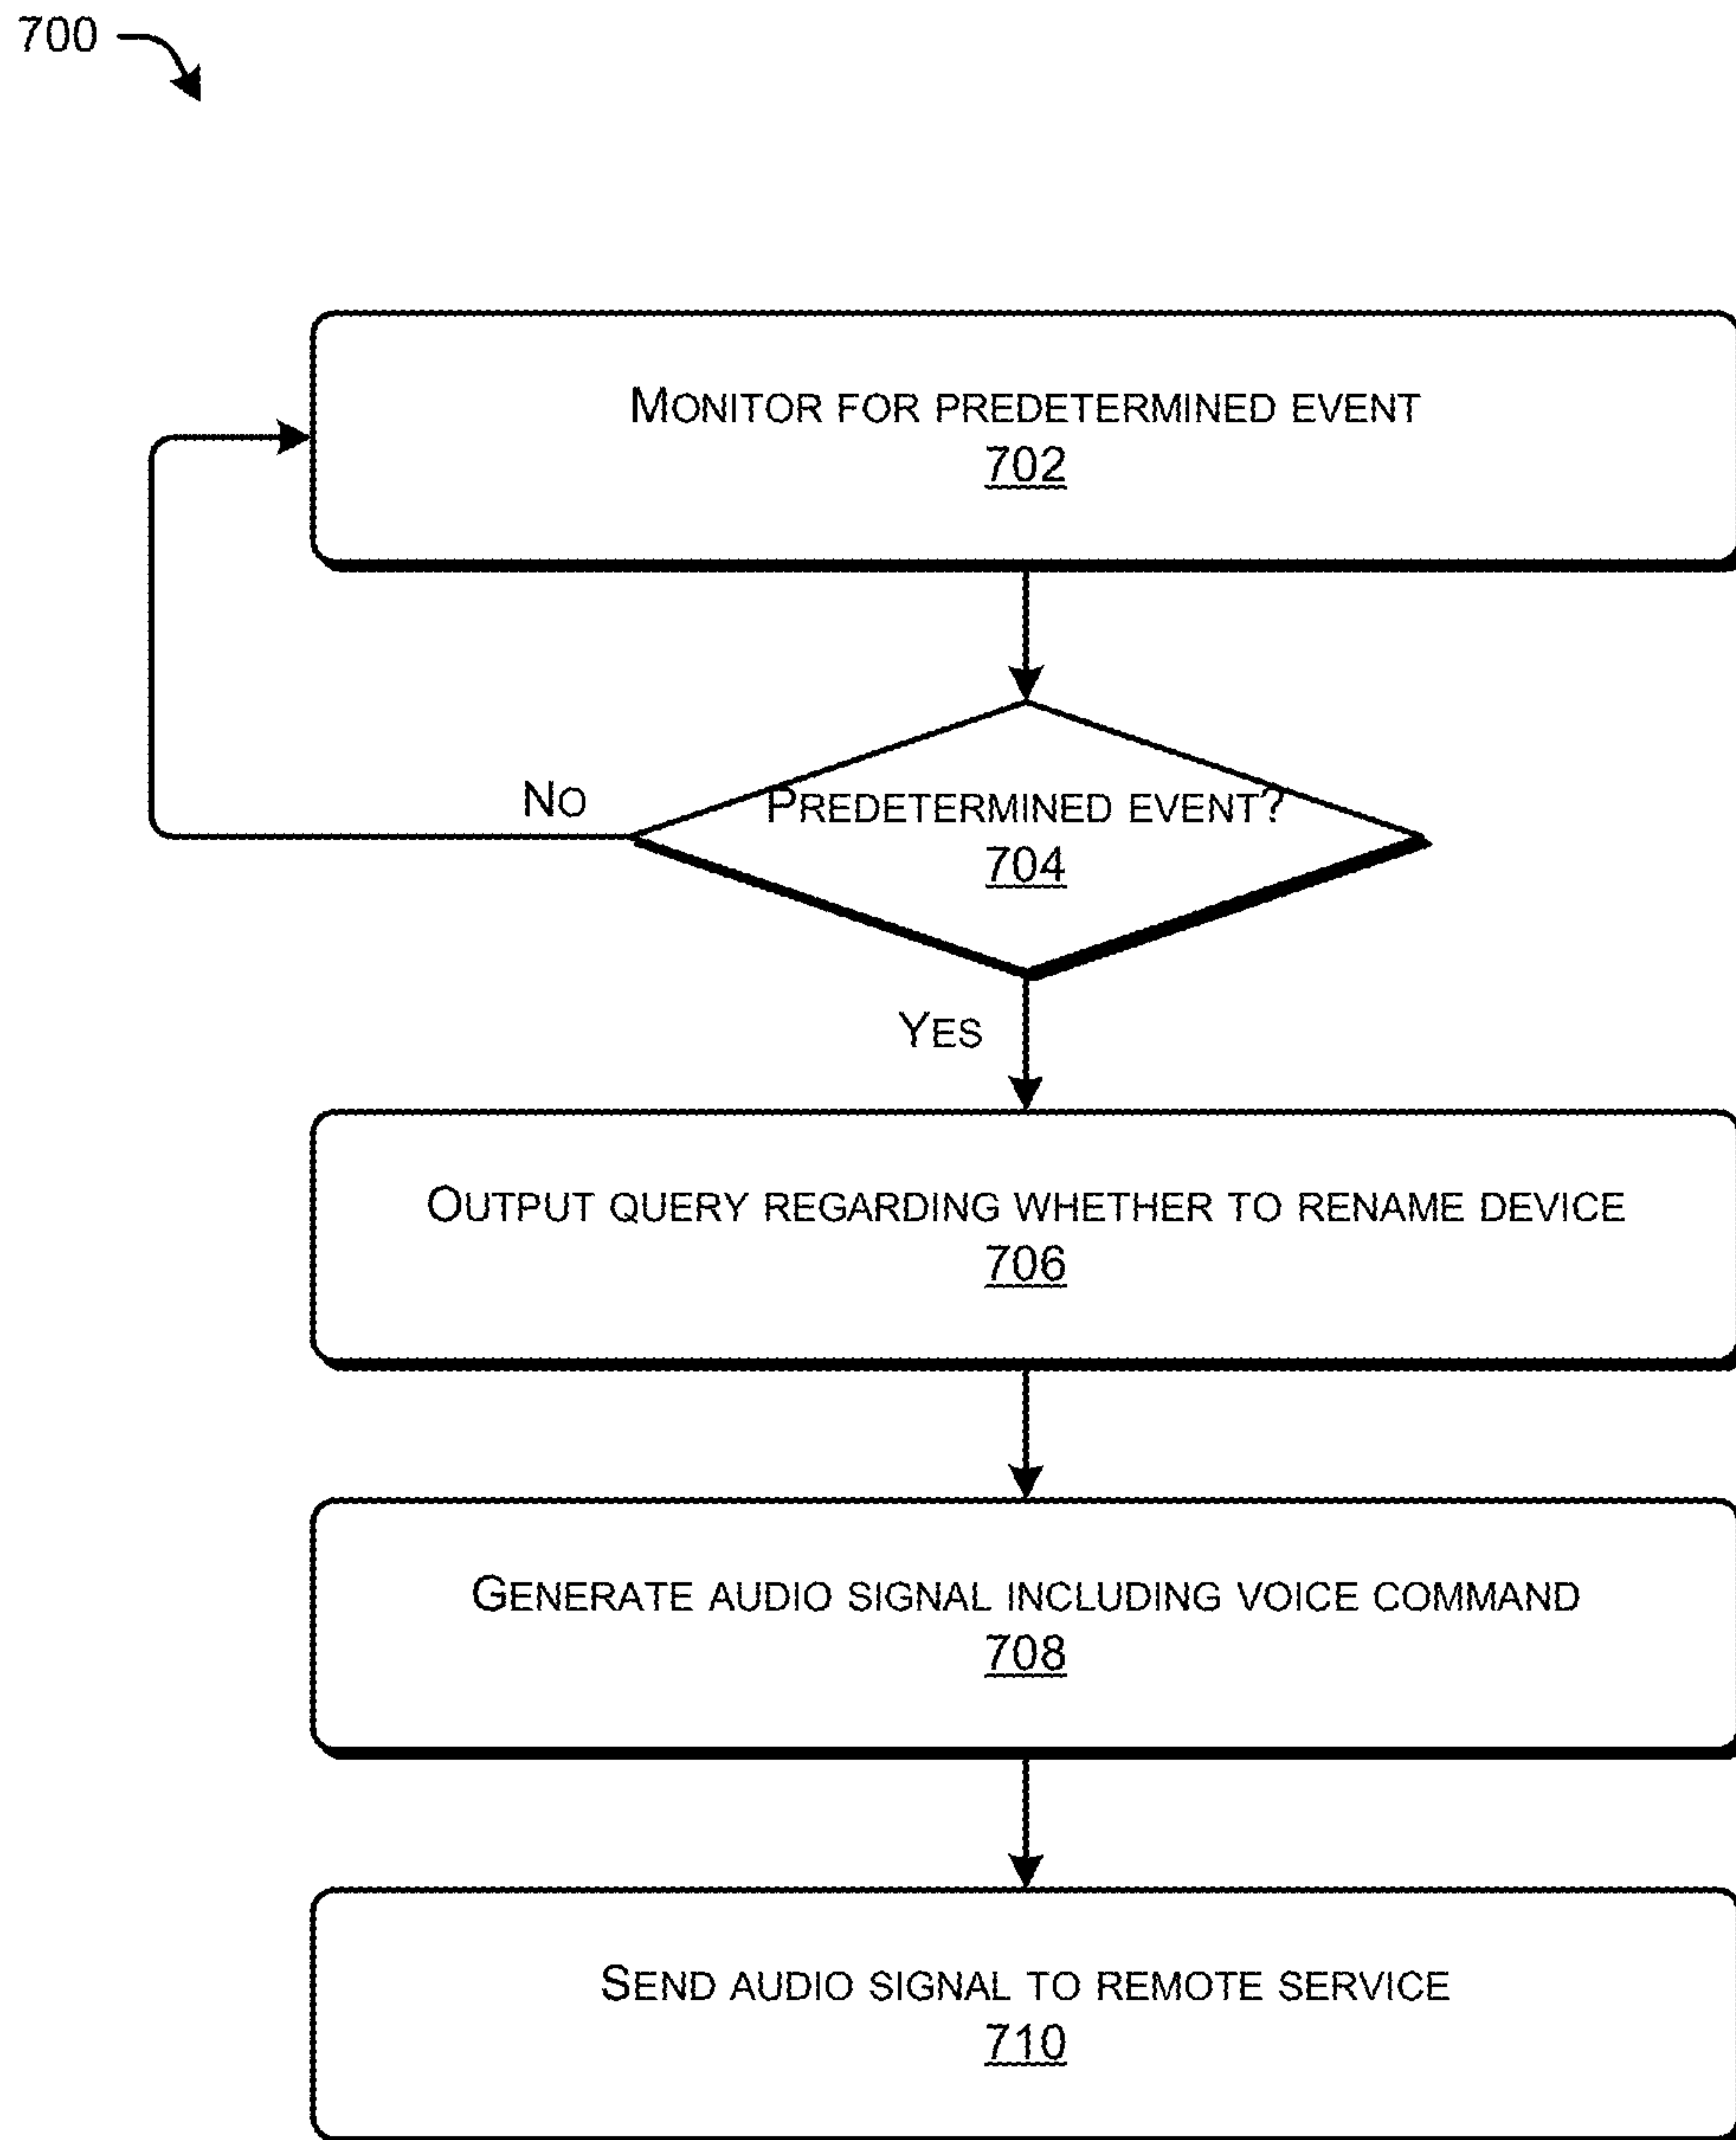 700
Monitor for predetermined event
702
No
Predetermined event?
704
Yes
Output query regarding whether to rename device
706
Generate audio signal including voice command
708
Send audio signal to remote service
710